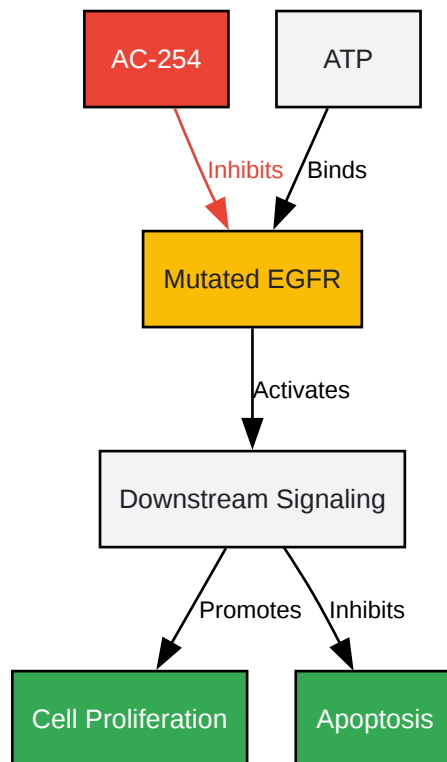 AC-254
ATP
Inhibits
Binds
Mutated EGFR
Activates
Downstream Signaling
Promotes
Inhibits
Cell Proliferation
Apoptosis